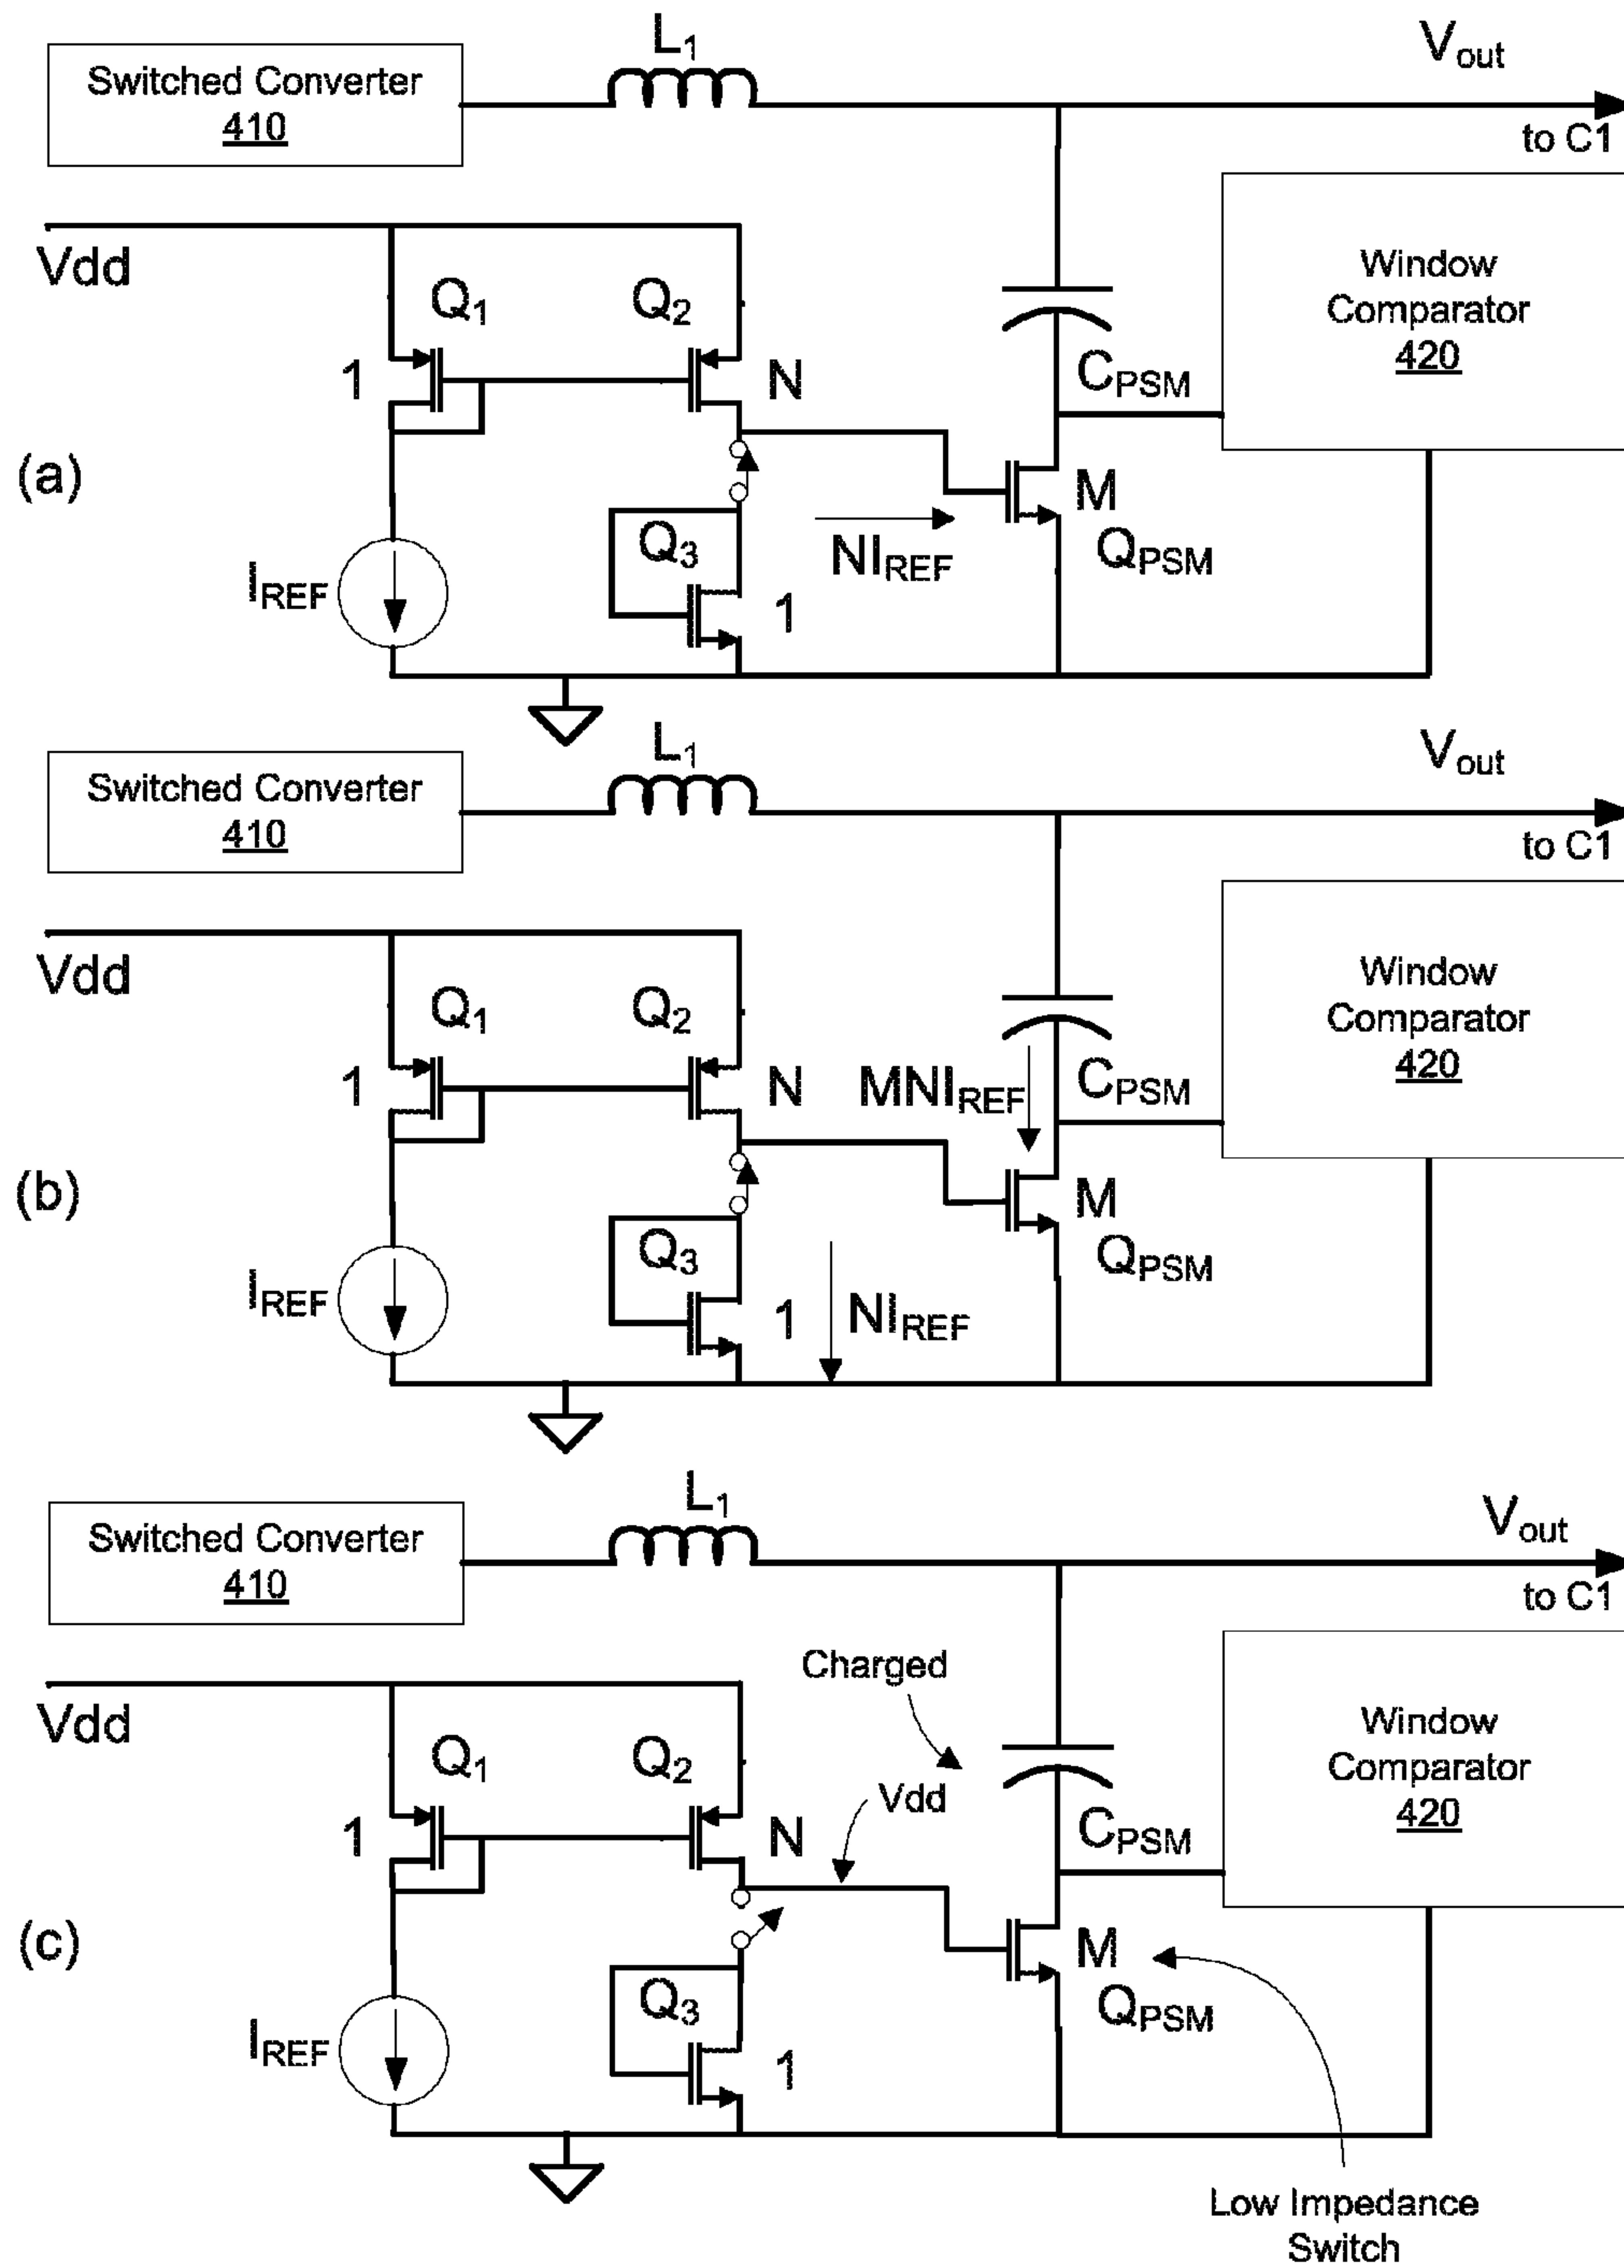 L1
Vout
Switched Converter
410
to C1
Vdd
Q1
Q2
Window
Comparator
420
1
N
CPSM
(a)
M
QPSM
Q3
NIREF
IREF
1
L1
Vout
Switched Converter
410
to C1
Vdd
Q1
Q2
Window
Comparator
420
1
N
MNIREF
CPSM
(b)
M
QPSM
Q3
IREF
1
NIREF
L1
Vout
Switched Converter
410
to C1
Charged
Vdd
Q1
Q2
Window
Comparator
420
Vdd
1
N
CPSM
(c)
M
QPSM
Q3
IREF
1
Low Impedance
Switch